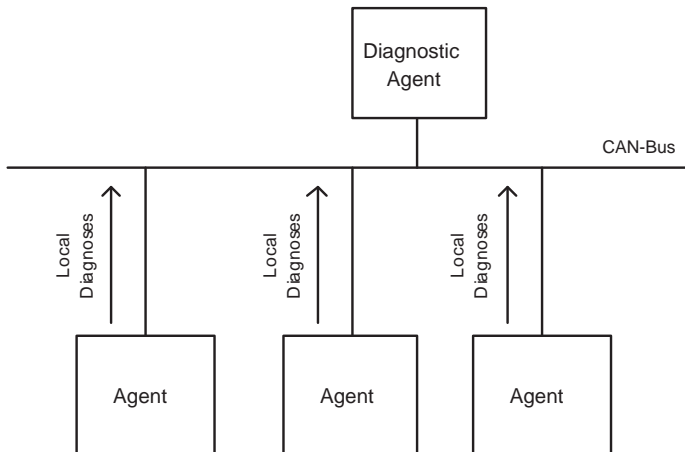 Diagnostic
Agent
CAN-Bus
Local
Diagnoses
Local
Diagnoses
Local
Diagnoses
Agent
Agent
Agent